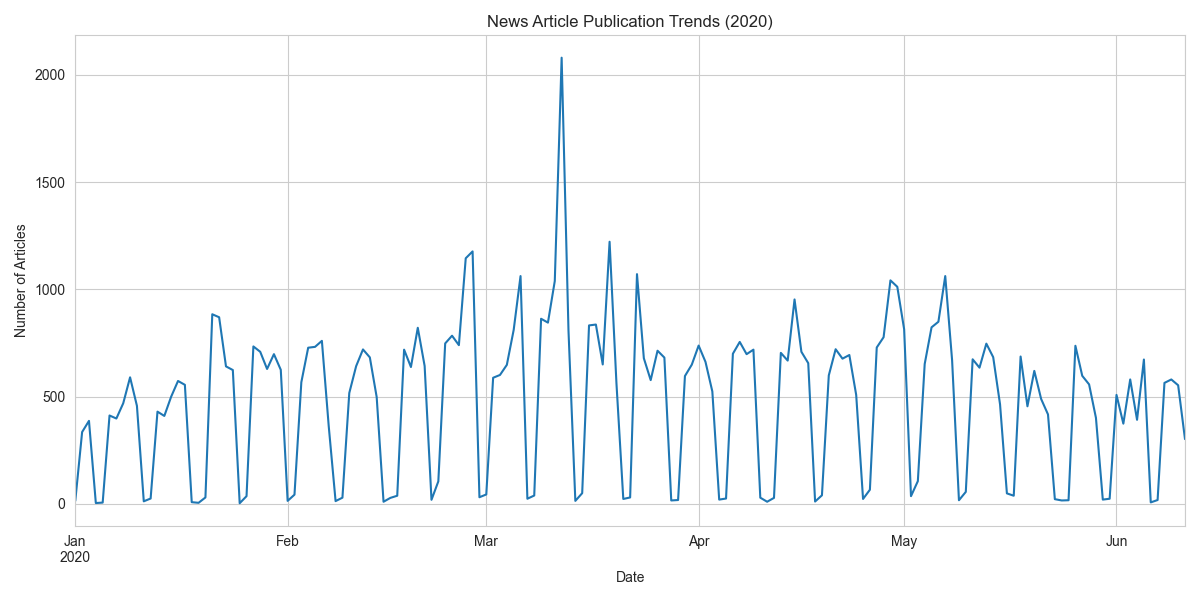 News Article Publication Trends (2020)
Number of Articles
2000
1500
1000
500
0
Jan
2020
Feb
Mar
Apr
May
Jun
Date